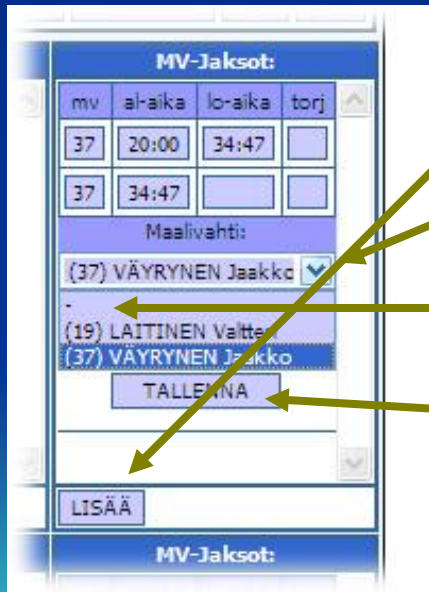 MV-Jaksot:
mv al-aika lo-aika torj
37 20:00 34:47
37 34:47
Maalivahti:
(37) VÄYRYNEN Jaakko
-
(19) LAITINEN Valtteri
(37) VÄYRYNEN Jaakko
TALLENNA
LISÄÄ
MV-Jaksot: